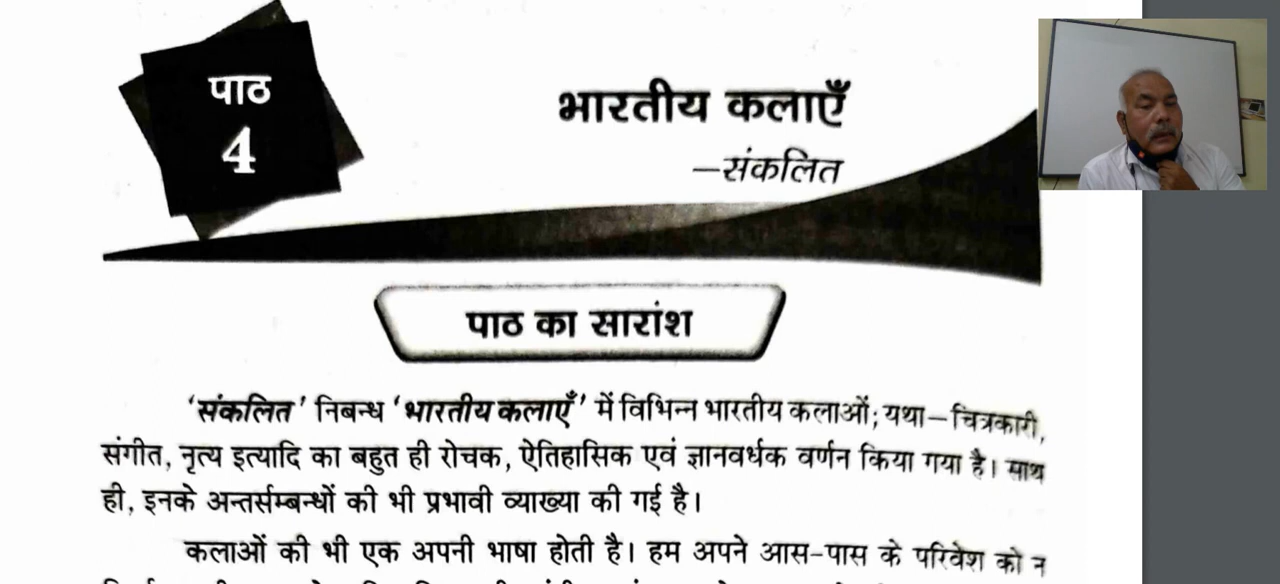 पाठ
4
भारतीय कलाएँ
—संकलित
पाठ का सारांश
‘संकलित’ निबन्ध ‘भारतीय कलाएँ’ में विभिन्न भारतीय कलाओं; यथा—चित्रकारी,
संगीत, नृत्य इत्यादि का बहुत ही रोचक, ऐतिहासिक एवं ज्ञानवर्धक वर्णन किया गया है। साथ
ही, इनके अन्तर्सम्बन्धों की भी प्रभावी व्याख्या की गई है।
कलाओं की भी एक अपनी भाषा होती है। हम अपने आस-पास के परिवेश को न